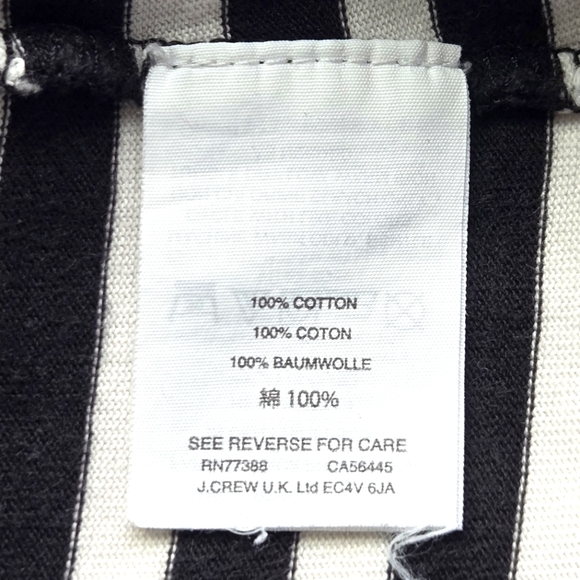 100% COTTON
100% COTON
100% BAUMWOLLE
綿 100%
SEE REVERSE FOR CARE
RN77388 CA56445
J.CREW U.K. Ltd EC4V 6JA